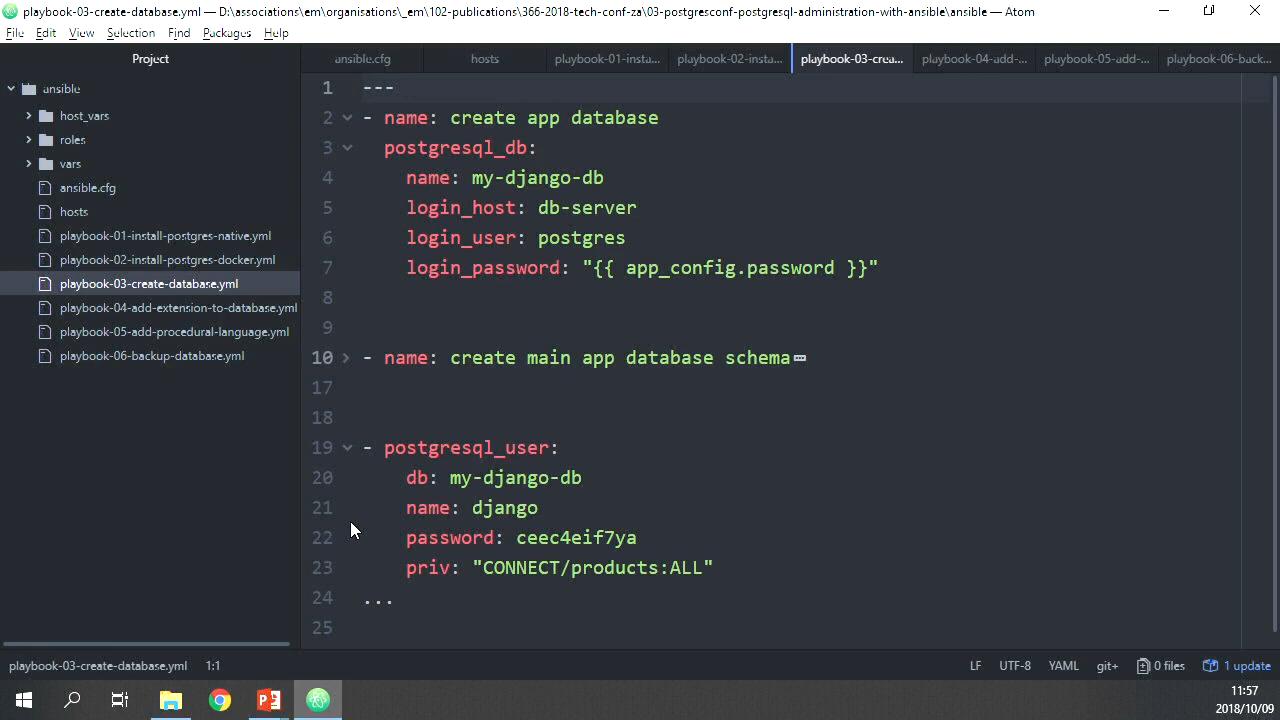 playbook-03-create-database.yml — D:\associations\em\organisations\_em\102-publications\366-2018-tech-conf-za\03-postgresconf-postgresql-administration-with-ansible\ansible — Atom
File Edit View Selection Find Packages Help
Project
ansible.cfg hosts playbook-01-insta... playbook-02-insta... playbook-03-crea... playbook-04-add-... playbook-05-add-... playbook-06-back...
ansible
host_vars
roles
vars
ansible.cfg
hosts
playbook-01-install-postgres-native.yml
playbook-02-install-postgres-docker.yml
playbook-03-create-database.yml
playbook-04-add-extension-to-database.yml
playbook-05-add-procedural-language.yml
playbook-06-backup-database.yml
1 ---
2 - name: create app database
3 postgresql_db:
4 name: my-django-db
5 login_host: db-server
6 login_user: postgres
7 login_password: "{{ app_config.password }}"
8
9
10 - name: create main app database schema
17
18
19 - postgresql_user:
20 db: my-django-db
21 name: django
22 password: ceec4eif7ya
23 priv: "CONNECT/products:ALL"
24 ...
25
playbook-03-create-database.yml 1:1 LF UTF-8 YAML git+ 0 files 1 update
11:57
2018/10/09